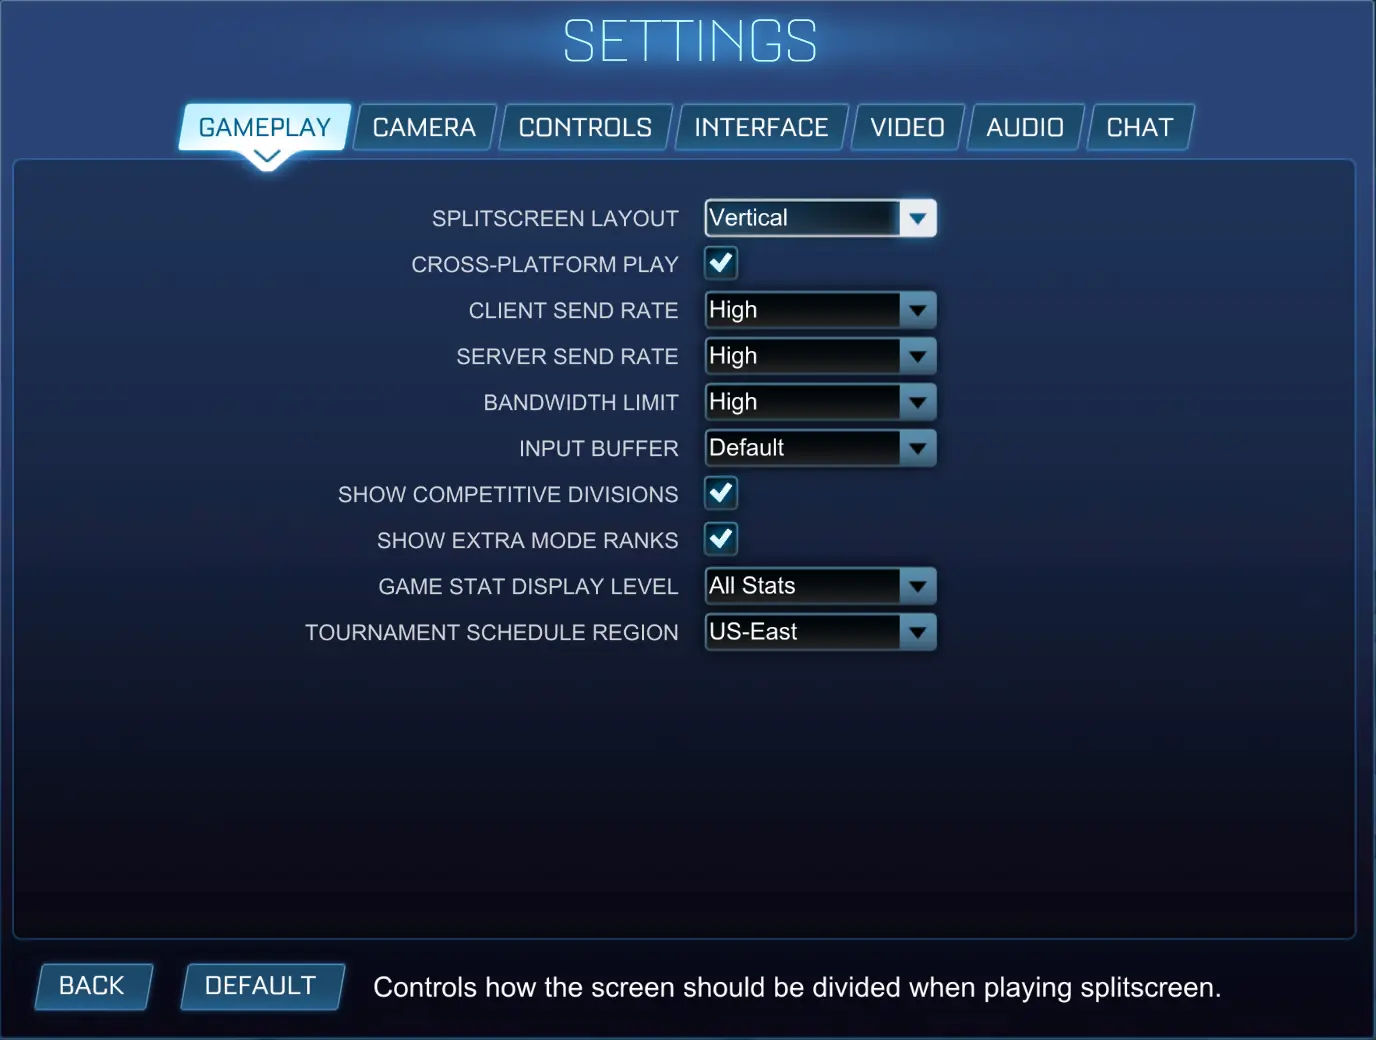 SETTINGS
GAMEPLAY CAMERA CONTROLS INTERFACE VIDEO AUDIO CHAT
SPLITSCREEN LAYOUT Vertical
CROSS-PLATFORM PLAY
CLIENT SEND RATE High
SERVER SEND RATE High
BANDWIDTH LIMIT High
INPUT BUFFER Default
SHOW COMPETITIVE DIVISIONS
SHOW EXTRA MODE RANKS
GAME STAT DISPLAY LEVEL All Stats
TOURNAMENT SCHEDULE REGION US-East
BACK DEFAULT Controls how the screen should be divided when playing splitscreen.